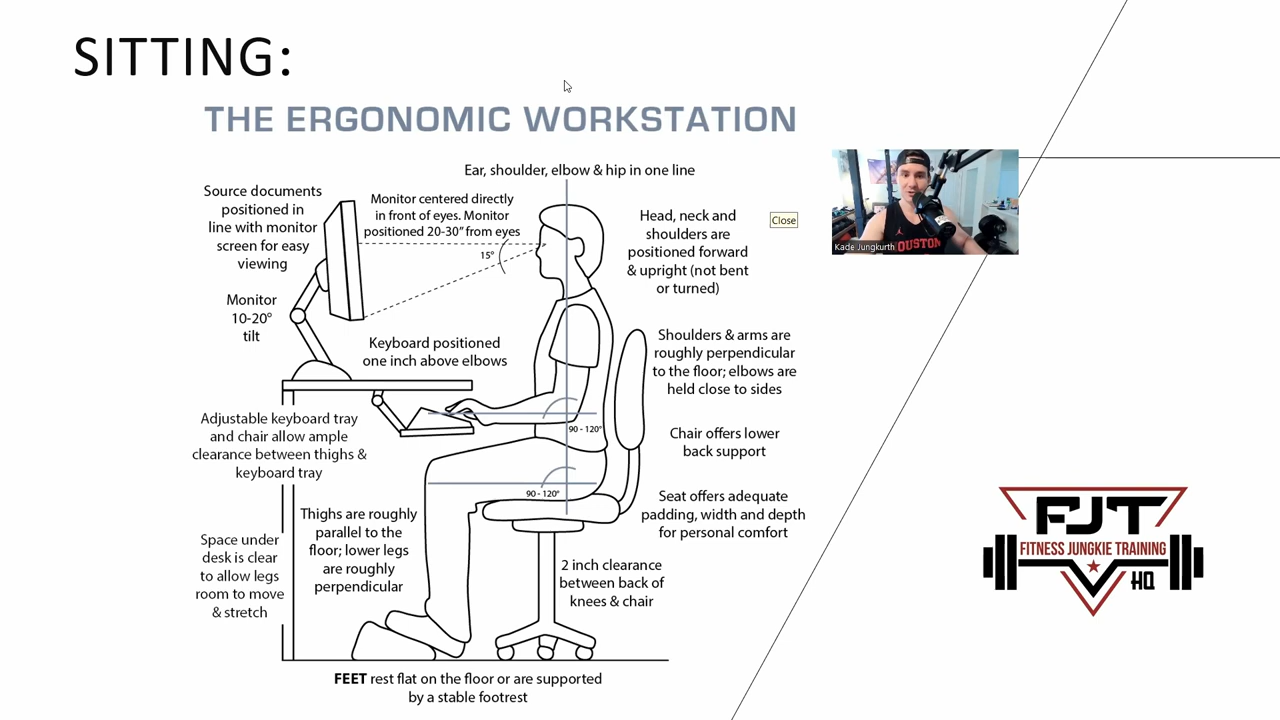 SITTING:
THE ERGONOMIC WORKSTATION
Ear, shoulder, elbow & hip in one line
Source documents
positioned in
line with monitor
screen for easy
viewing
Monitor centered directly
in front of eyes. Monitor
positioned 20-30" from eyes
15°
Head, neck and
shoulders are
positioned forward
& upright (not bent
or turned)
Close
Kade Jungkurth
HOUSTON
Monitor
10-20°
tilt
Keyboard positioned
one inch above elbows
Shoulders & arms are
roughly perpendicular
to the floor; elbows are
held close to sides
Adjustable keyboard tray
and chair allow ample
clearance between thighs &
keyboard tray
90 - 120°
Chair offers lower
back support
90 - 120°
Seat offers adequate
padding, width and depth
for personal comfort
Thighs are roughly
parallel to the
floor; lower legs
are roughly
perpendicular
Space under
desk is clear
to allow legs
room to move
& stretch
2 inch clearance
between back of
knees & chair
FEET rest flat on the floor or are supported
by a stable footrest
FJT
FITNESS JUNGKIE TRAINING
HQ